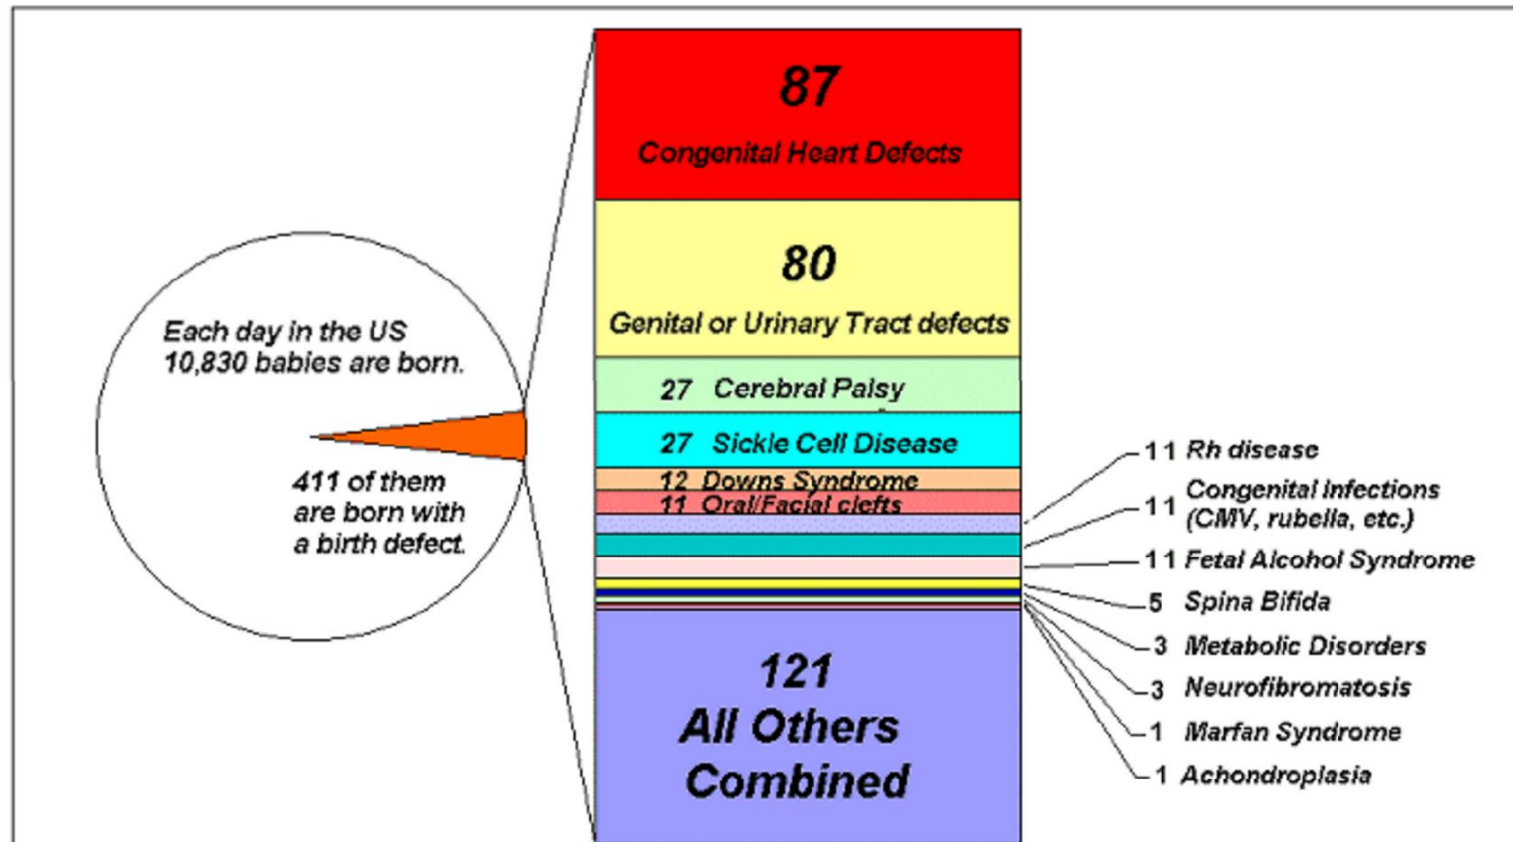 Each day in the US
10,830 babies are born.
411 of them
are born with
a birth defect.
87
Congenital Heart Defects
80
Genital or Urinary Tract defects
27 Cerebral Palsy
27 Sickle Cell Disease
12 Downs Syndrome
11 Oral/Facial clefts
121
All Others
Combined
11 Rh disease
11 Congenital Infections
(CMV, rubella, etc.)
11 Fetal Alcohol Syndrome
5 Spina Bifida
3 Metabolic Disorders
3 Neurofibromatosis
1 Marfan Syndrome
1 Achondroplasia